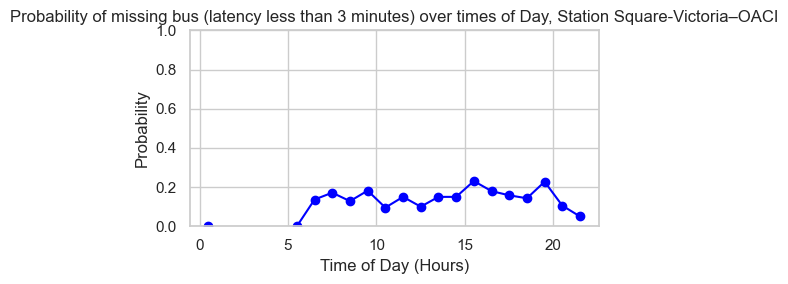 Probability of missing bus (latency less than 3 minutes) over times of Day, Station Square-Victoria–OACI
1.0
0.8
0.6
0.4
0.2
0.0
Probability
0 5 10 15 20
Time of Day (Hours)